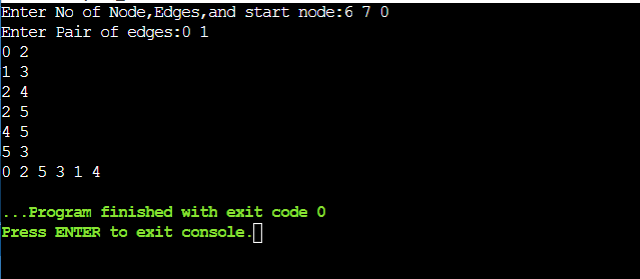 Enter No of Node,Edges,and start node:6 7 0
Enter Pair of edges:0 1
0 2
1 3
2 4
2 5
4 5
5 3
0 2 5 3 1 4
...Program finished with exit code 0
Press ENTER to exit console.